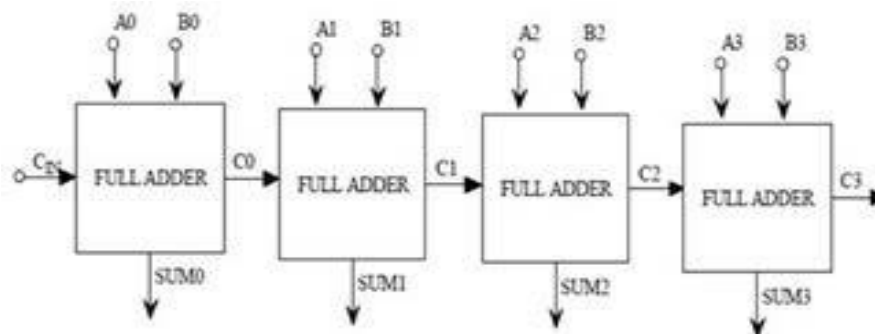 A0 B0 A1 B1 A2 B2 A3 B3
C_IN FULL ADDER C0 FULL ADDER C1 FULL ADDER C2 FULL ADDER C3
SUM0 SUM1 SUM2 SUM3